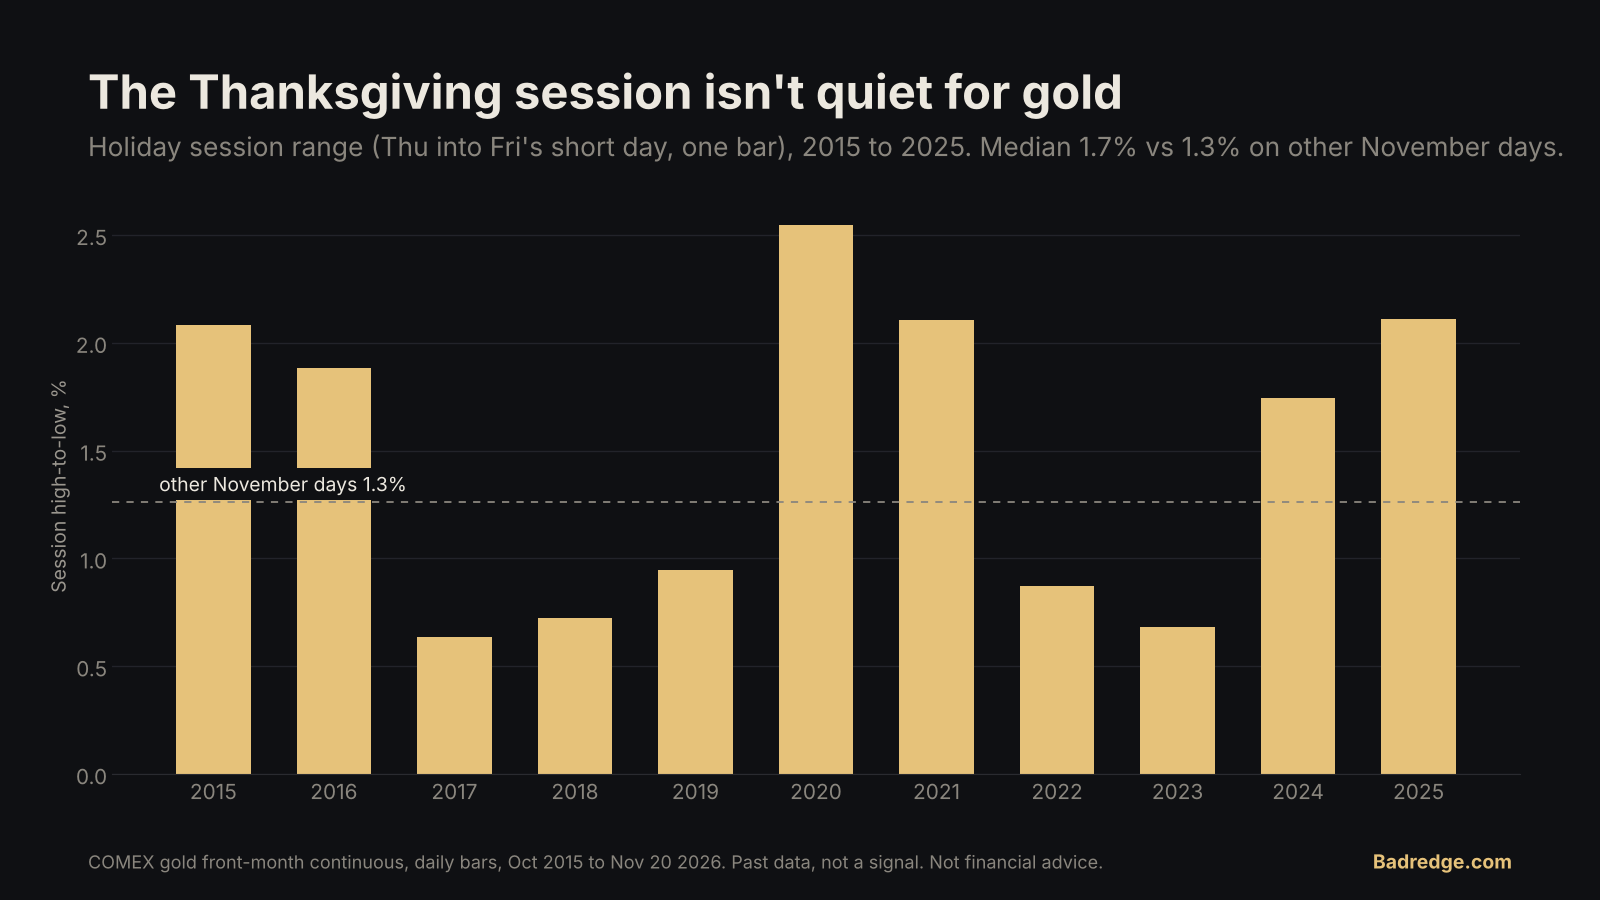 The Thanksgiving session isn't quiet for gold
Holiday session range (Thu into Fri's short day, one bar), 2015 to 2025. Median 1.7% vs 1.3% on other November days.
Session high-to-low, %
2.5
2.0
1.5
1.0
0.5
0.0
other November days 1.3%
2015 2016 2017 2018 2019 2020 2021 2022 2023 2024 2025
COMEX gold front-month continuous, daily bars, Oct 2015 to Nov 20 2026. Past data, not a signal. Not financial advice.
Badredge.com